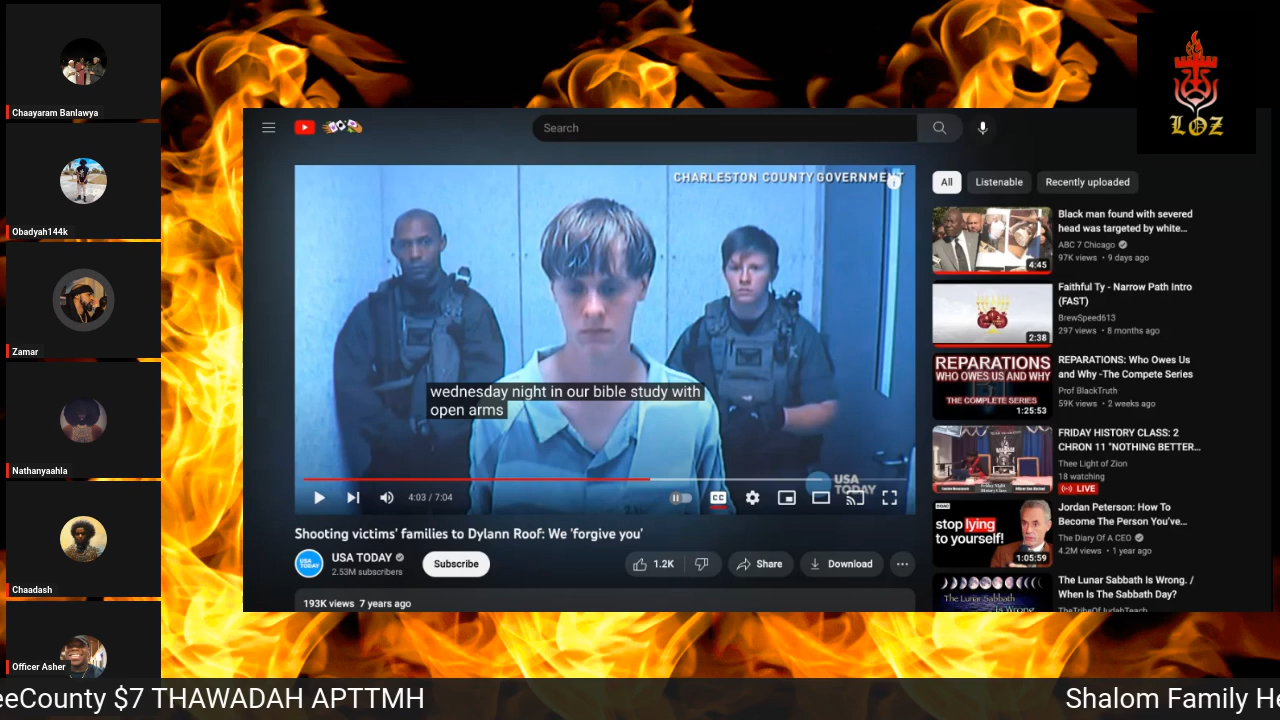 Chaayaram Banlawya
Obadyah144k
Zamar
Nathanyaahla
Chaadash
Officer Asher
LOZ
Search
CHARLESTON COUNTY GOVERNMENT
wednesday night in our bible study with
open arms
USA
TODAY
4:03 / 7:04
CC
Shooting victims' families to Dylann Roof: We 'forgive you'
USA
TODAY
USA TODAY
2.53M subscribers
Subscribe
1.2K
Share
Download
193K views 7 years ago
All
Listenable
Recently uploaded
4:45
Black man found with severed
head was targeted by white...
ABC 7 Chicago
97K views • 9 days ago
2:38
Faithful Ty - Narrow Path Intro
(FAST)
BrewSpeed613
297 views • 8 months ago
REPARATIONS
WHO OWES US AND WHY
THE COMPLETE SERIES
1:25:53
REPARATIONS: Who Owes Us
and Why -The Compete Series
Prof BlackTruth
59K views • 2 weeks ago
FRIDAY HISTORY CLASS: 2
CHRON 11 "NOTHING BETTER...
Thee Light of Zion
18 watching
LIVE
stop lying
to yourself!
1:05:59
Jordan Peterson: How To
Become The Person You've...
The Diary Of A CEO
4.2M views • 1 year ago
The Lunar Sabbath
Is Wrong
The Lunar Sabbath Is Wrong. /
When Is The Sabbath Day?
TheTribeOfJudahTeach
eeCounty $7 THAWADAH APTTMH
Shalom Family He